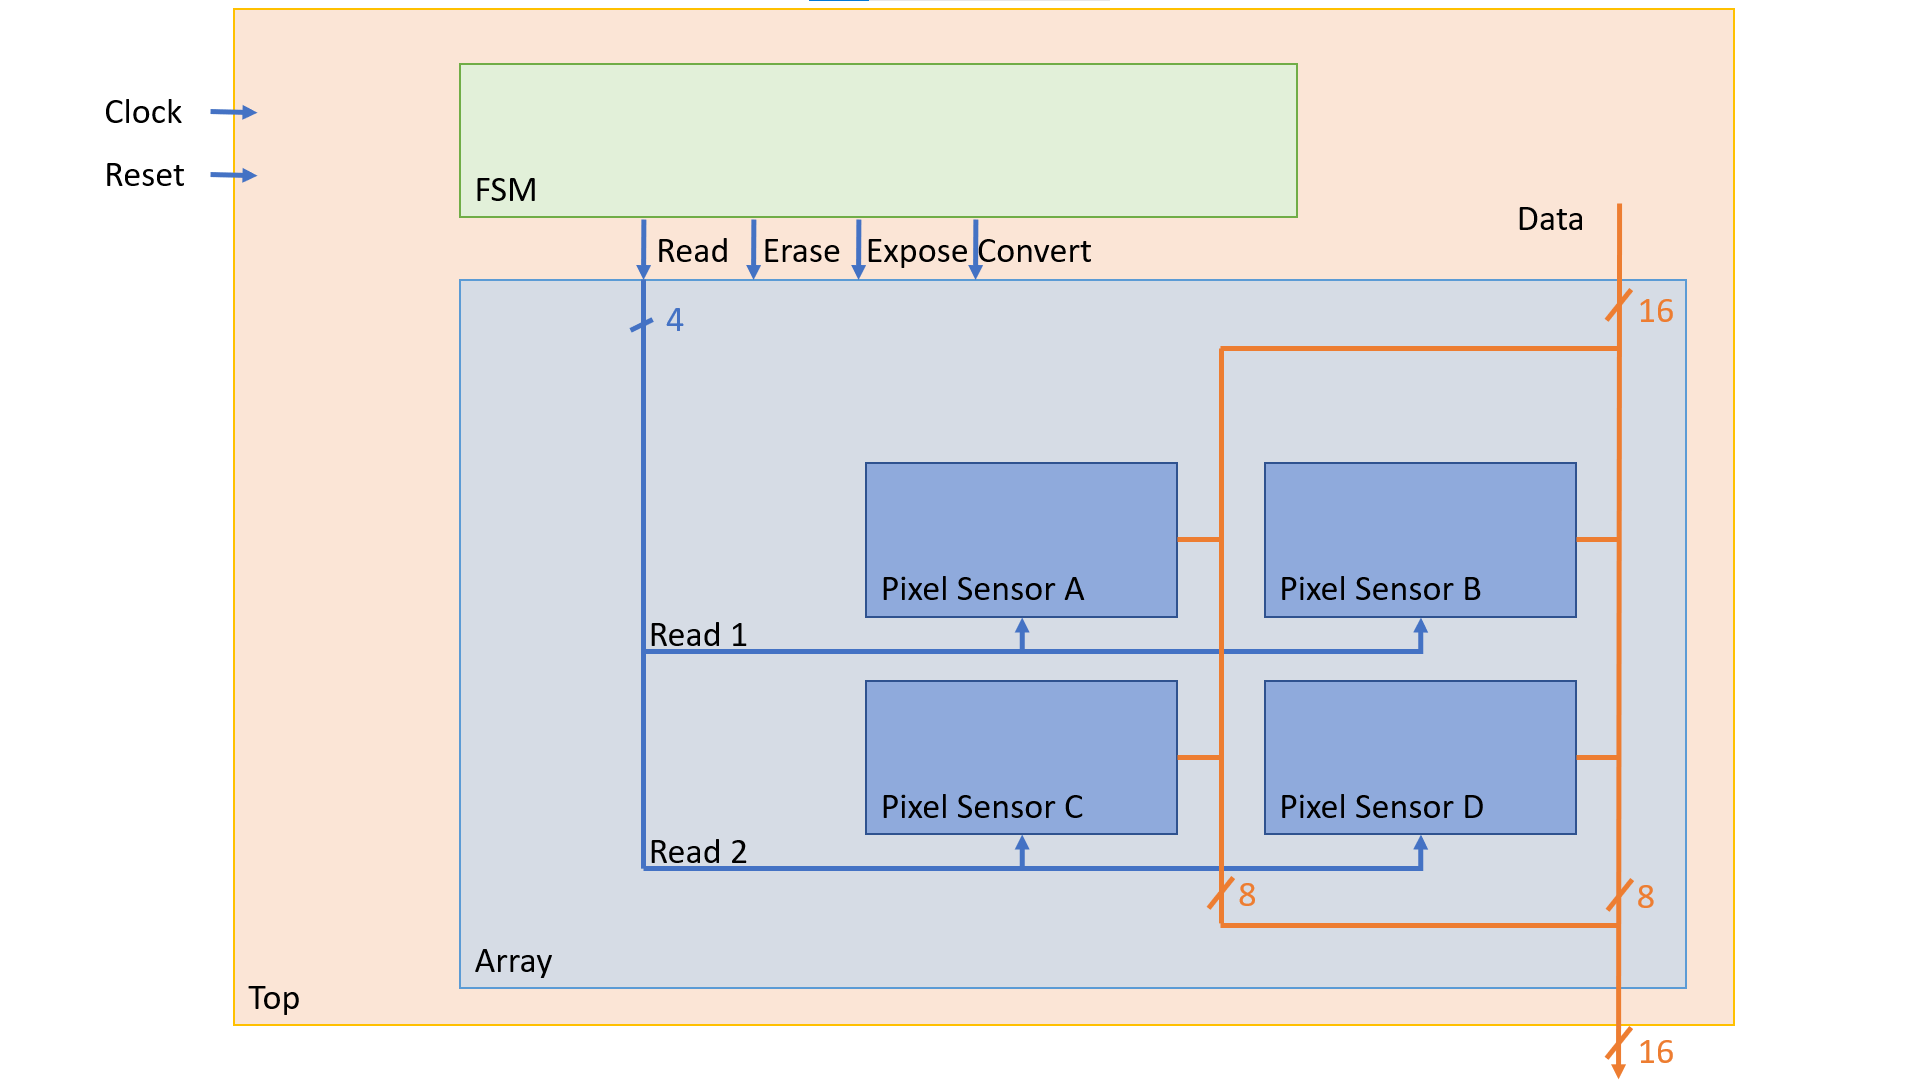 Clock
Reset
FSM
Read Erase Expose Convert
Data
4
16
Pixel Sensor A
Pixel Sensor B
Read 1
Pixel Sensor C
Pixel Sensor D
Read 2
8
8
Array
Top
16